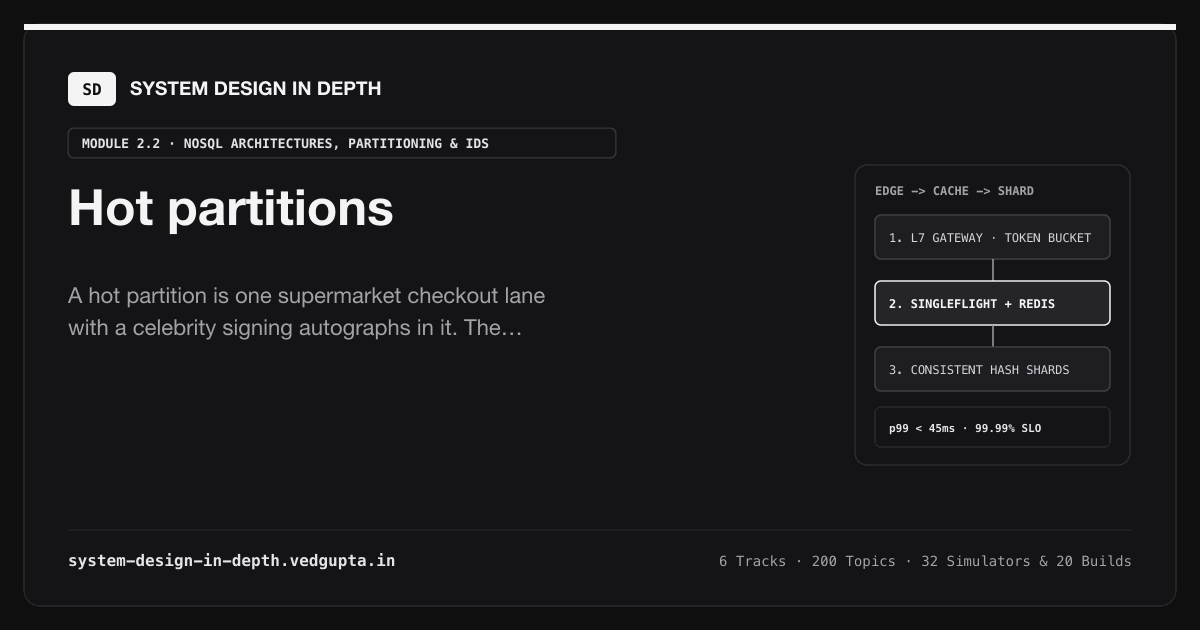 SD SYSTEM DESIGN IN DEPTH
MODULE 2.2 · NOSQL ARCHITECTURES, PARTITIONING & IDS
Hot partitions
A hot partition is one supermarket checkout lane
with a celebrity signing autographs in it. The…
EDGE —> CACHE —> SHARD
1. L7 GATEWAY · TOKEN BUCKET
2. SINGLEFLIGHT + REDIS
3. CONSISTENT HASH SHARDS
p99 < 45ms · 99.99% SLO
system-design-in-depth.vedgupta.in
6 Tracks · 200 Topics · 32 Simulators & 20 Builds